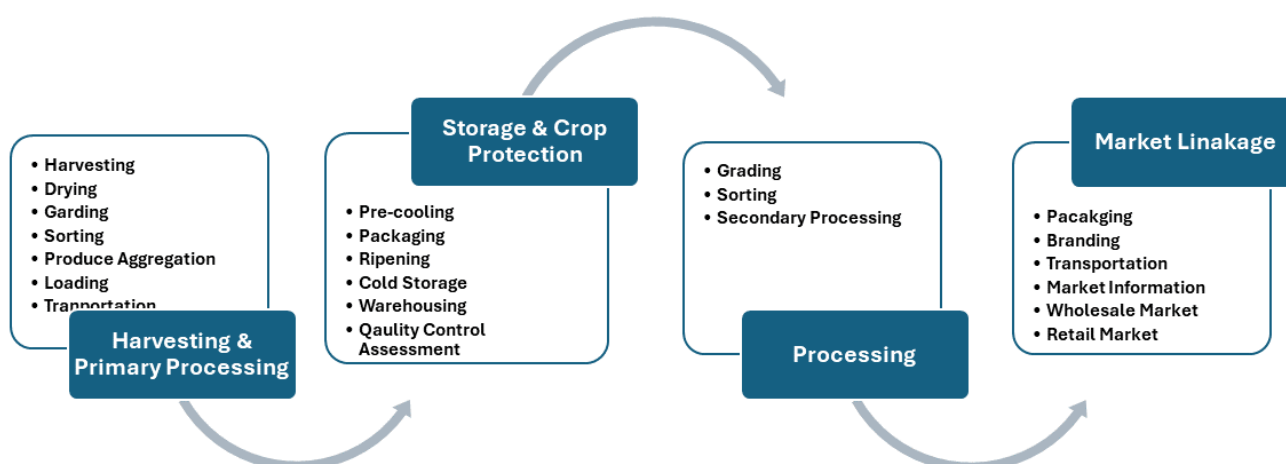 • Harvesting
• Drying
• Garding
• Sorting
• Produce Aggregation
• Loading
• Tranportation
Harvesting &
Primary Processing
Storage & Crop
Protection
• Pre-cooling
• Packaging
• Ripening
• Cold Storage
• Warehousing
• Qaulity Control
Assessment
• Grading
• Sorting
• Secondary Processing
Processing
Market Linakage
• Pacakging
• Branding
• Transportation
• Market Information
• Wholesale Market
• Retail Market